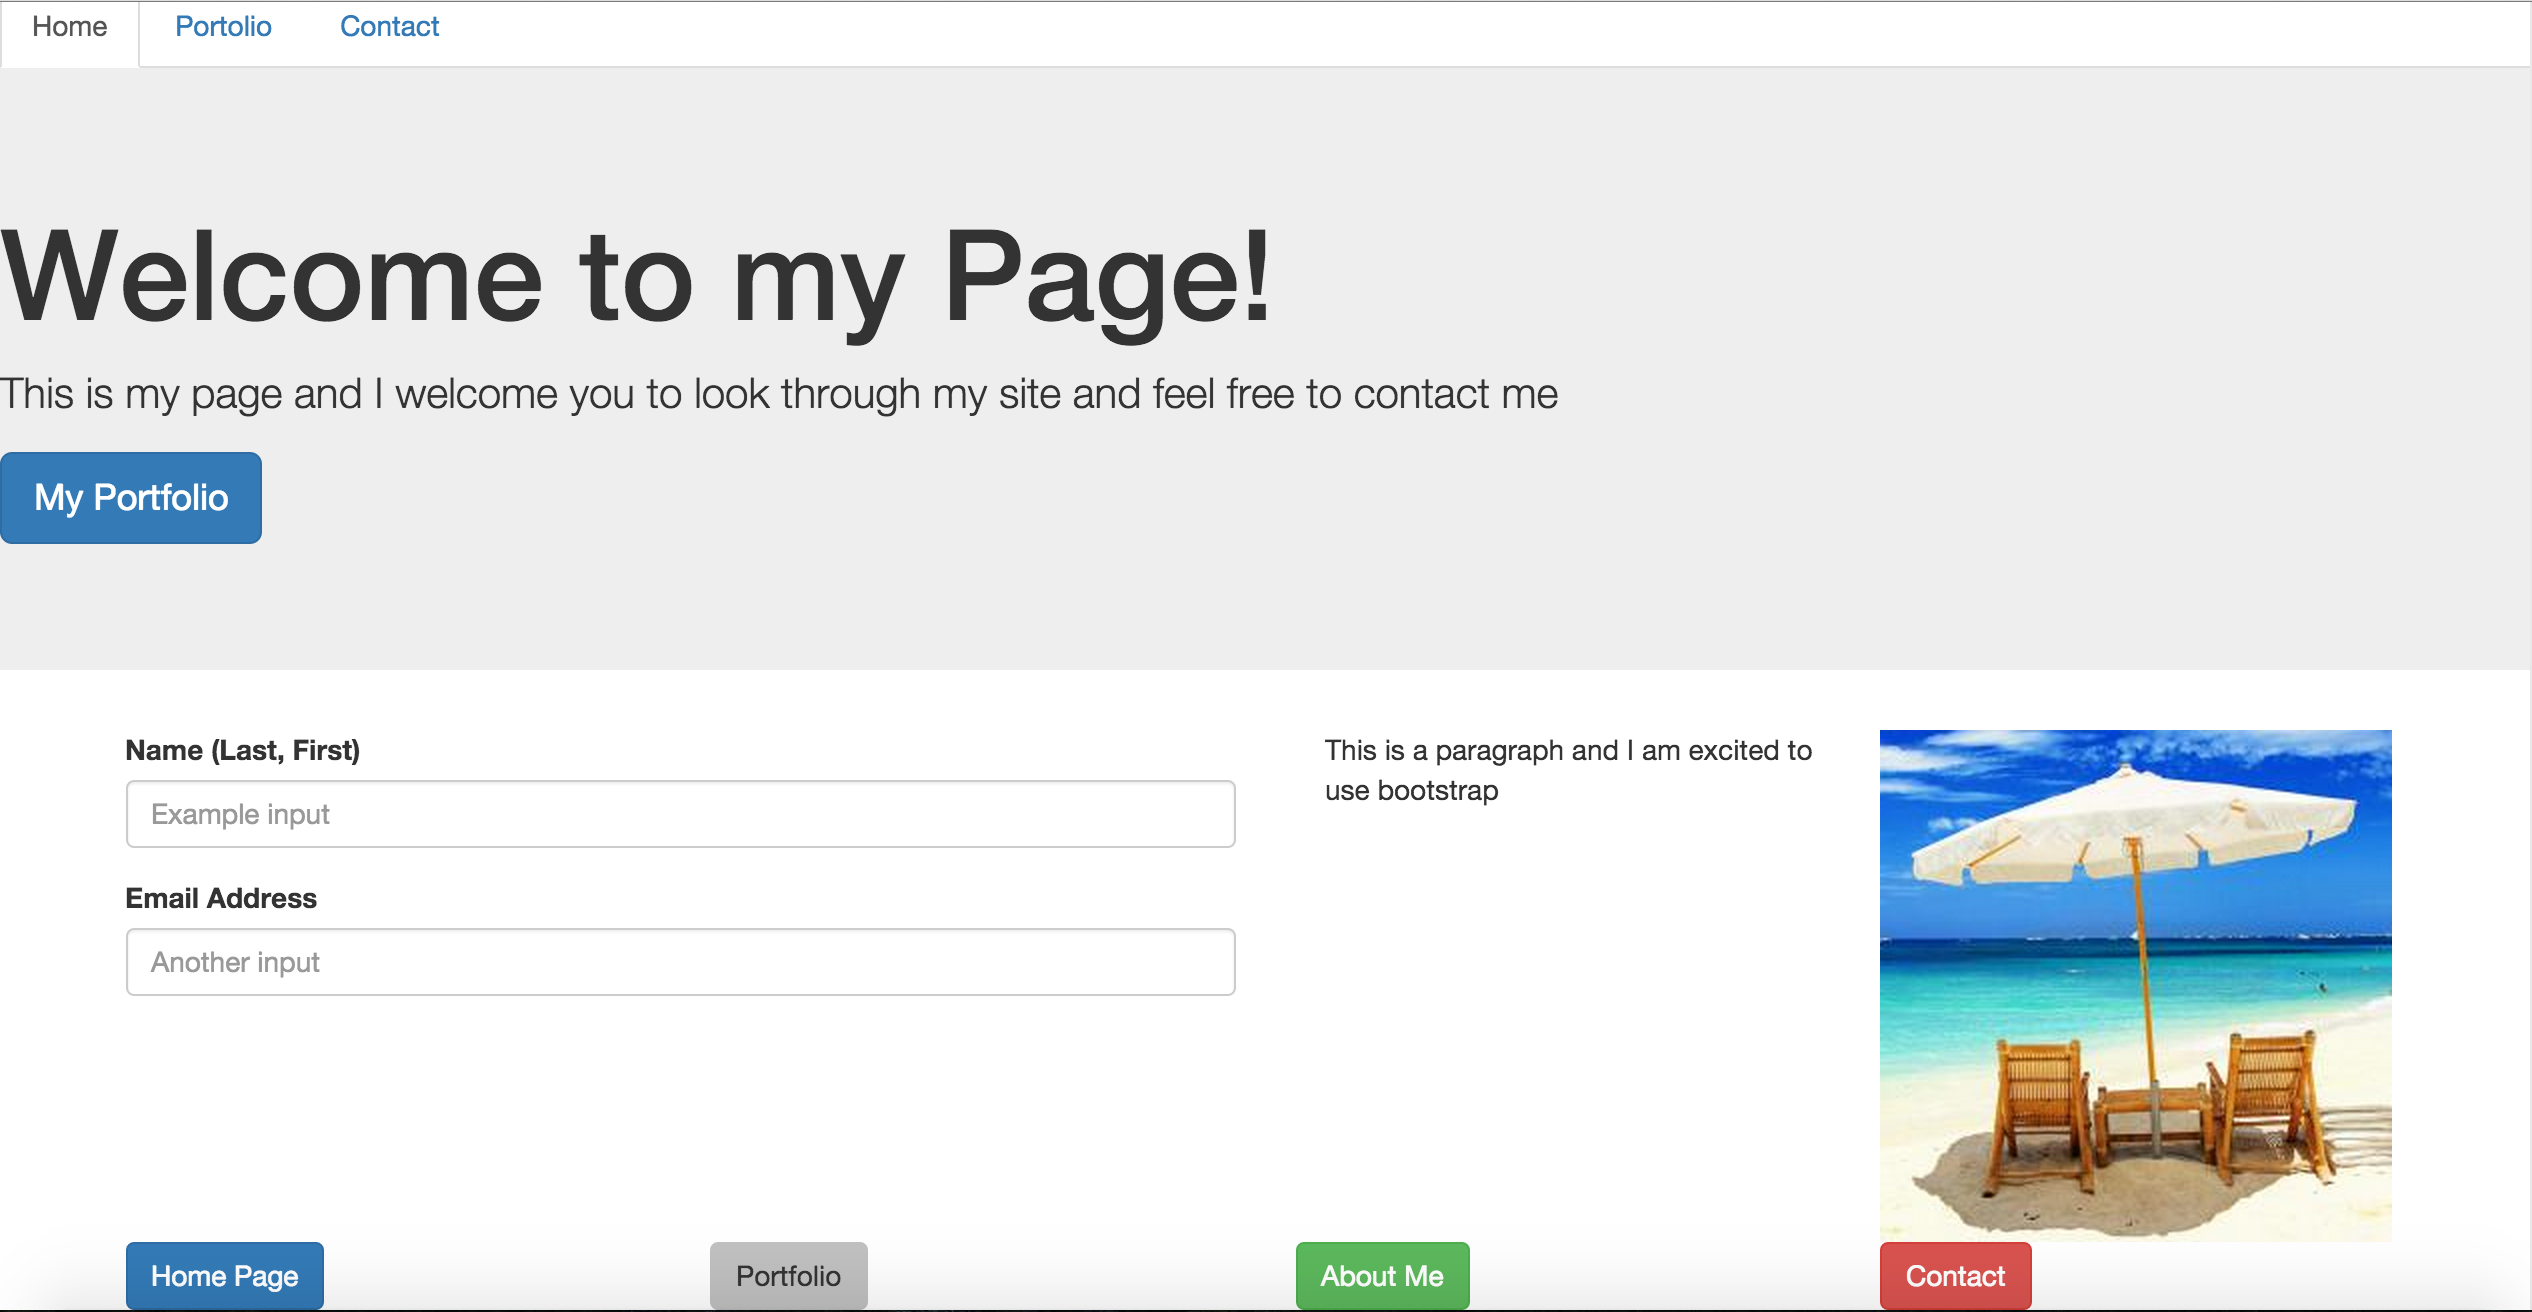 Home Portolio Contact
Welcome to my Page!
This is my page and I welcome you to look through my site and feel free to contact me
My Portfolio
Name (Last, First)
Example input
Email Address
Another input
This is a paragraph and I am excited to
use bootstrap
Home Page Portfolio About Me Contact